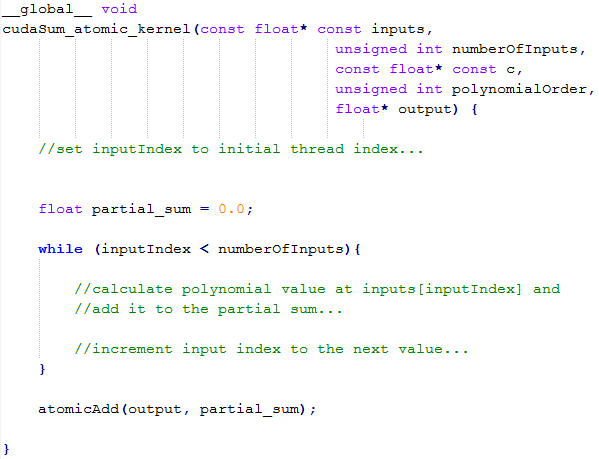 __global__ void
cudaSum_atomic_kernel(const float* const inputs,
unsigned int numberOfInputs,
const float* const c,
unsigned int polynomialOrder,
float* output) {
//set inputIndex to initial thread index...
float partial_sum = 0.0;
while (inputIndex < numberOfInputs){
//calculate polynomial value at inputs[inputIndex] and
//add it to the partial sum...
//increment input index to the next value...
}
atomicAdd(output, partial_sum);
}